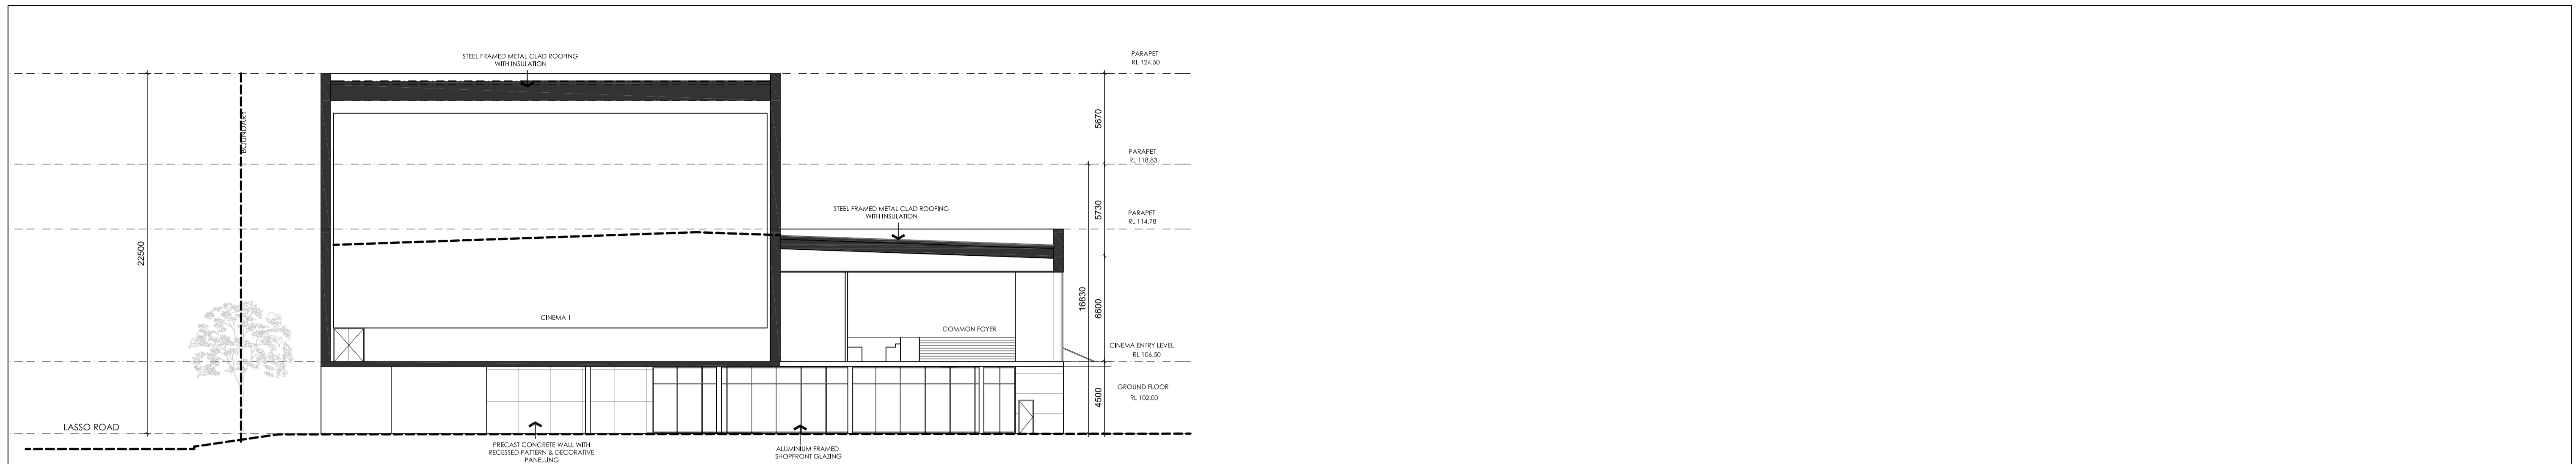 STEEL FRAMED METAL CLAD ROOFING
WITH INSULATION
PARAPET
RL 124.50
BOUNDARY
5670
PARAPET
RL 118.83
STEEL FRAMED METAL CLAD ROOFING
WITH INSULATION
5730
PARAPET
RL 114.78
22500
16830
6600
CINEMA 1
COMMON FOYER
CINEMA ENTRY LEVEL
RL 106.50
GROUND FLOOR
RL 102.00
4500
LASSO ROAD
PRECAST CONCRETE WALL WITH
RECESSED PATTERN & DECORATIVE
PANELLING
ALUMINIUM FRAMED
SHOPFRONT GLAZING